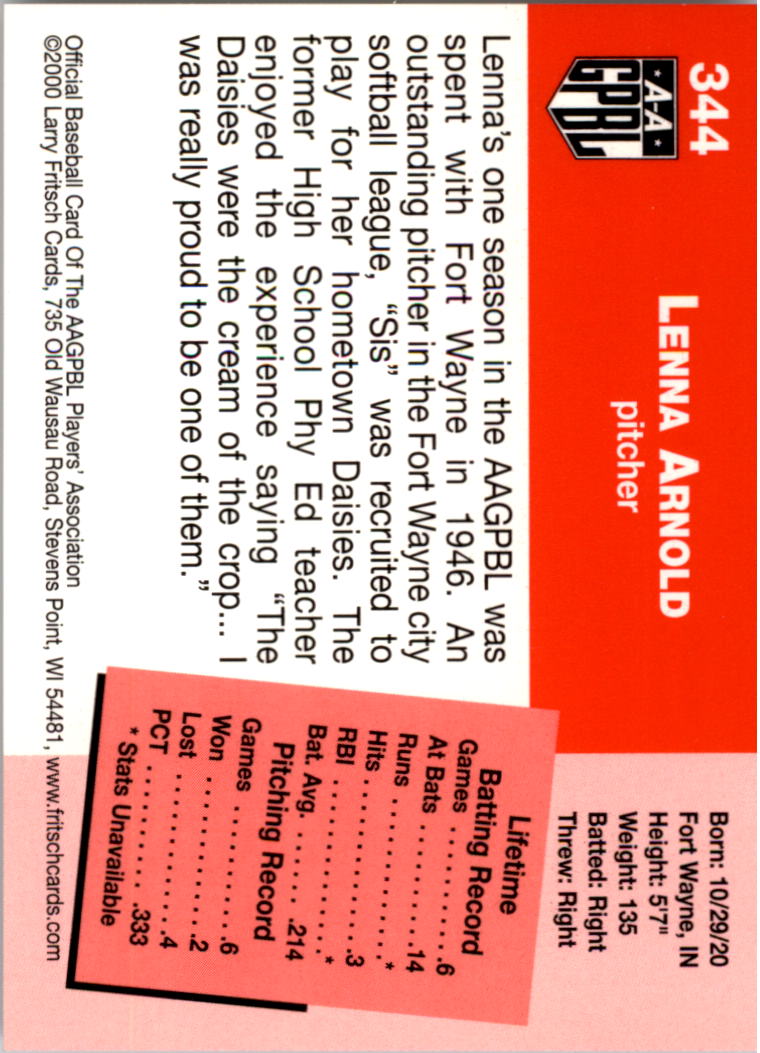 344
A-A
GPBL
LENNA ARNOLD
pitcher
Born: 10/29/20
Fort Wayne, IN
Height: 5'7"
Weight: 135
Batted: Right
Threw: Right
Lenna's one season in the AAGPBL was
spent with Fort Wayne in 1946. An
outstanding pitcher in the Fort Wayne city
softball league, “Sis” was recruited to
play for her hometown Daisies. The
former High School Phy Ed teacher
enjoyed the experience saying “The
Daisies were the cream of the crop... I
was really proud to be one of them.”
Lifetime
Batting Record
Games . . . . . . . . . . .6
At Bats . . . . . . . . . .14
Runs . . . . . . . . . . . . .*
Hits . . . . . . . . . . . . .3
RBI . . . . . . . . . . . . . .*
Bat. Avg. . . . . . . .214
Pitching Record
Games . . . . . . . . . . .6
Won . . . . . . . . . . . . .2
Lost . . . . . . . . . . . . .4
PCT . . . . . . . . . . .333
* Stats Unavailable
Official Baseball Card Of The AAGPBL Players' Association
©2000 Larry Fritsch Cards, 735 Old Wausau Road, Stevens Point, WI 54481, www.fritschcards.com